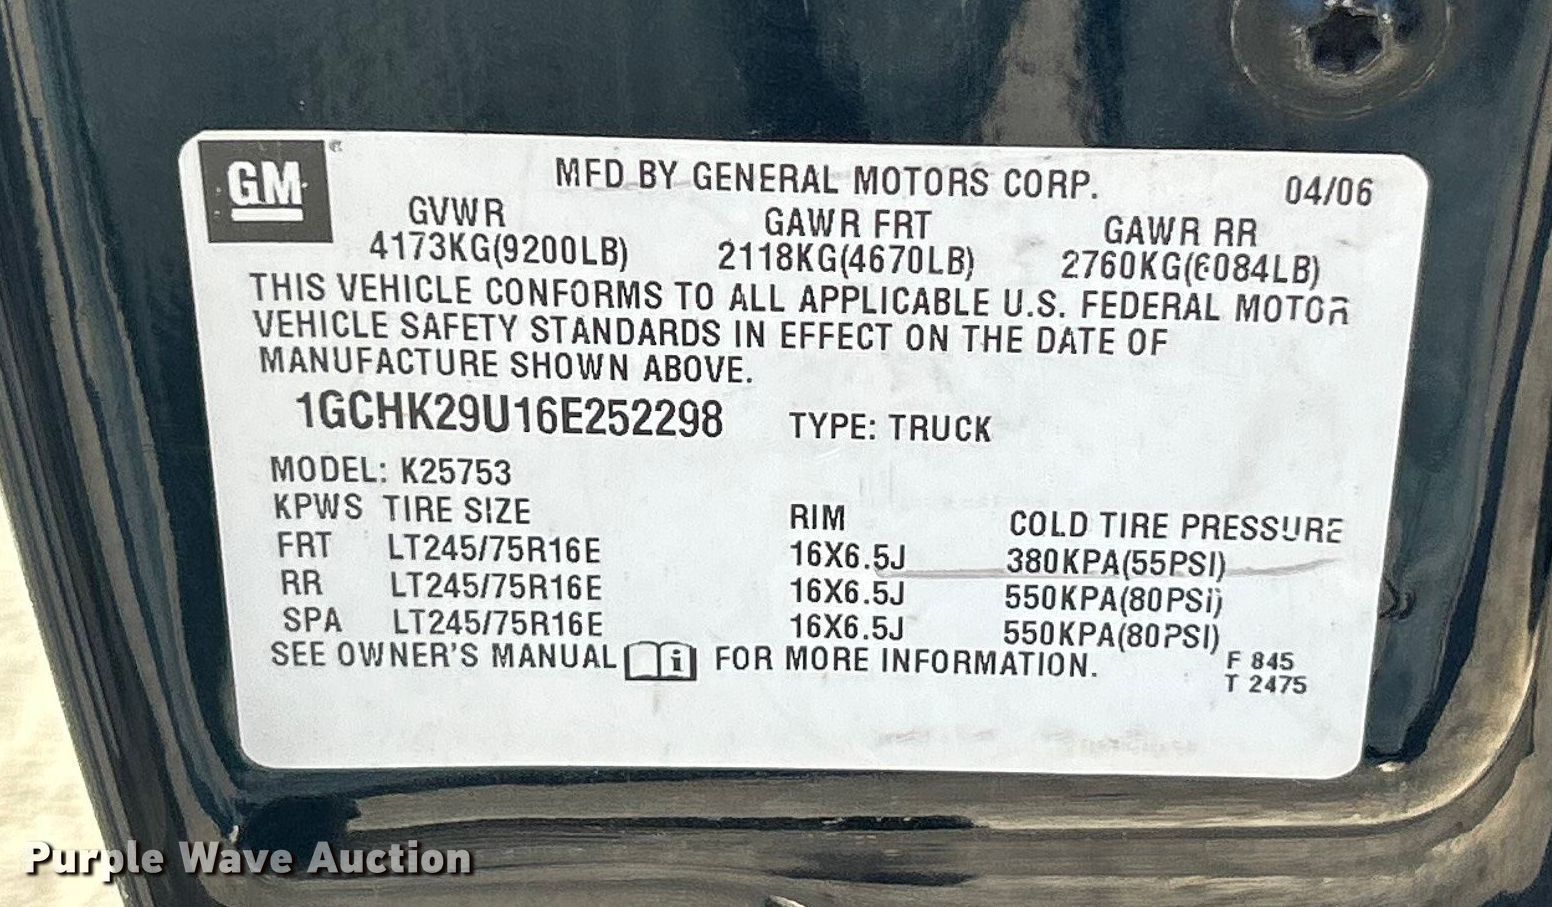 GM
MFD BY GENERAL MOTORS CORP. 04/06
GVWR GAWR FRT GAWR RR
4173KG(9200LB) 2118KG(4670LB) 2760KG(6084LB)
THIS VEHICLE CONFORMS TO ALL APPLICABLE U.S. FEDERAL MOTOR
VEHICLE SAFETY STANDARDS IN EFFECT ON THE DATE OF
MANUFACTURE SHOWN ABOVE.
1GCHK29U16E252298 TYPE: TRUCK
MODEL: K25753
KPWS TIRE SIZE RIM COLD TIRE PRESSURE
FRT LT245/75R16E 16X6.5J 380KPA(55PSI)
RR LT245/75R16E 16X6.5J 550KPA(80PSI)
SPA LT245/75R16E 16X6.5J 550KPA(80PSI)
SEE OWNER'S MANUAL i FOR MORE INFORMATION.
F 845
T 2475
Purple Wave Auction